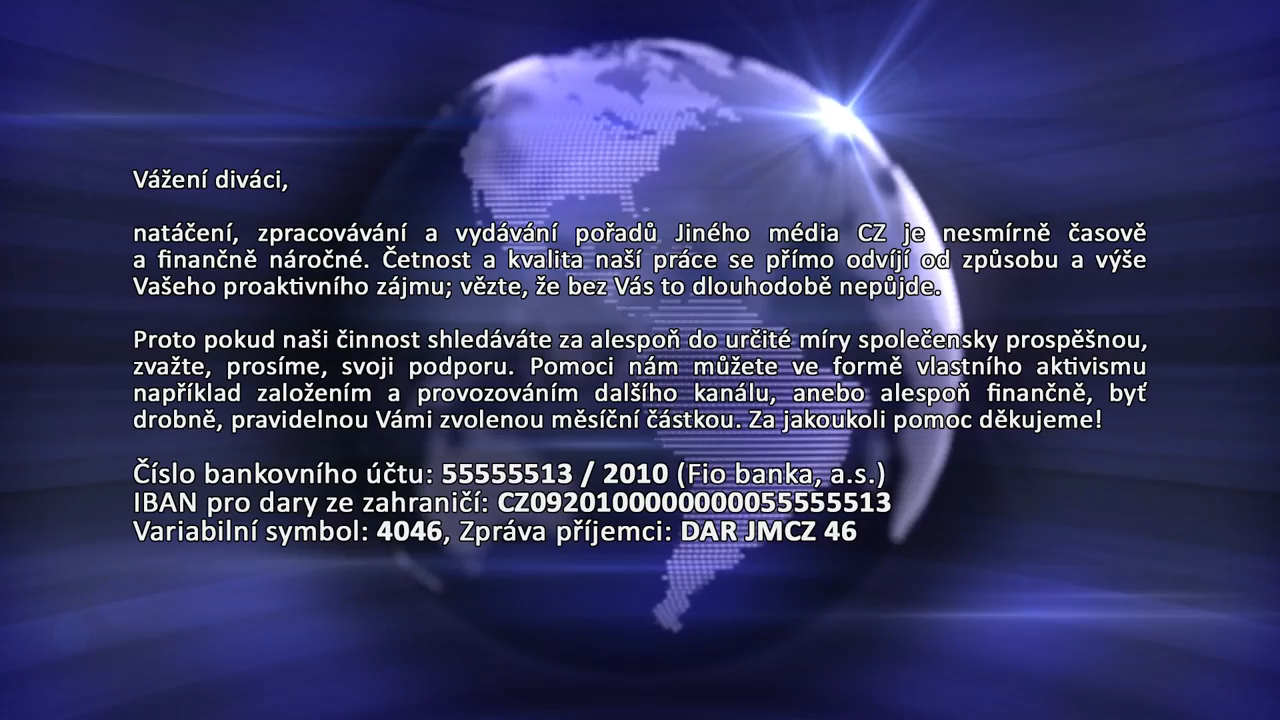 Vážení diváci,
natáčení, zpracovávání a vydávání pořadů Jiného média CZ je nesmírně časově
a finančně náročné. Četnost a kvalita naší práce se přímo odvíjí od způsobu a výše
Vašeho proaktivního zájmu; vězte, že bez Vás to dlouhodobě nepůjde.
Proto pokud naši činnost shledáváte za alespoň do určité míry společensky prospěšnou,
zvažte, prosíme, svoji podporu. Pomoci nám můžete ve formě vlastního aktivismu
například založením a provozováním dalšího kanálu, anebo alespoň finančně, byť
drobně, pravidelnou Vámi zvolenou měsíční částkou. Za jakoukoli pomoc děkujeme!
Číslo bankovního účtu: 55555513 / 2010 (Fio banka, a.s.)
IBAN pro dary ze zahraničí: CZ0920100000000055555513
Variabilní symbol: 4046, Zpráva příjemci: DAR JMCZ 46